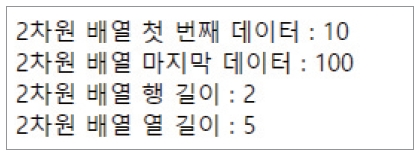 2차원 배열 첫 번째 데이터 : 10
2차원 배열 마지막 데이터 : 100
2차원 배열 행 길이 : 2
2차원 배열 열 길이 : 5